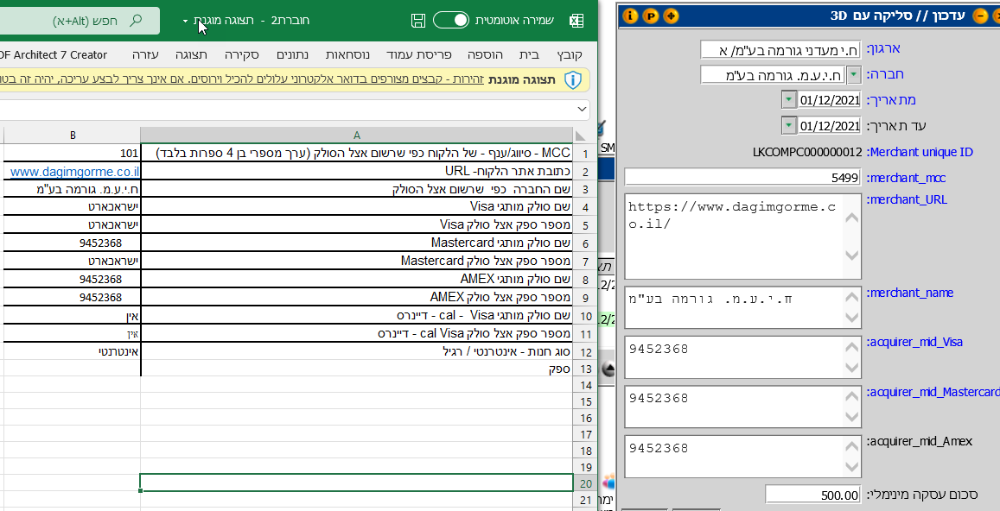 שמירה אוטומטית
חוברת2 - תצוגה מוגנת
חפש (Alt+א)
קובץ בית הוספה פריסת עמוד נוסחאות נתונים סקירה תצוגה עזרה DF Architect 7 Creator
תצוגה מוגנת זהירות - קבצים מצורפים בדואר אלקטרוני עלולים להכיל וירוסים. אם אינך צריך לבצע עריכה, יהיה זה בטו
A B
1 MCC - סיווג/ענף - של הלקוח כפי שרשום אצל הסולק (ערך מספרי בן 4 ספרות בלבד) 101
2 כתובת אתר הלקוח- URL www.dagimgorme.co.il
3 שם החברה כפי שרשום אצל הסולק ח.י.ע.מ. גורמה בע"מ
4 שם סולק מותגי Visa ישראכארט
5 מספר ספק אצל סולק Visa ישראכארט
6 שם סולק מותגי Mastercard 9452368
7 מספר ספק אצל סולק Mastercard ישראכארט
8 שם סולק מותגי AMEX 9452368
9 מספר ספק אצל סולק AMEX 9452368
10 שם סולק מותגי cal - Visa - דיינרס אין
11 מספר ספק אצל סולק cal Visa - דיינרס אין
12 סוג חנות - אינטרנטי / רגיל אינטרנטי
13 ספק
14
15
16
17
18
19
20
21
עדכון // סליקה עם 3D
ארגון: ח.י מעדני גורמה בע"מ/ א
חברה: ח.י.ע.מ. גורמה בע"מ
מתאריך: 01/12/2021
עד תאריך: 01/12/2021
Merchant unique ID: LKCOMPC000000012
merchant_mcc: 5499
merchant_URL:
https://www.dagimgorme.c
o.il/
merchant_name:
ח.י.ע.מ. גורמה בע"מ
acquirer_mid_Visa:
9452368
acquirer_mid_Mastercard:
9452368
acquirer_mid_Amex:
9452368
סכום עסקה מינימלי: 500.00